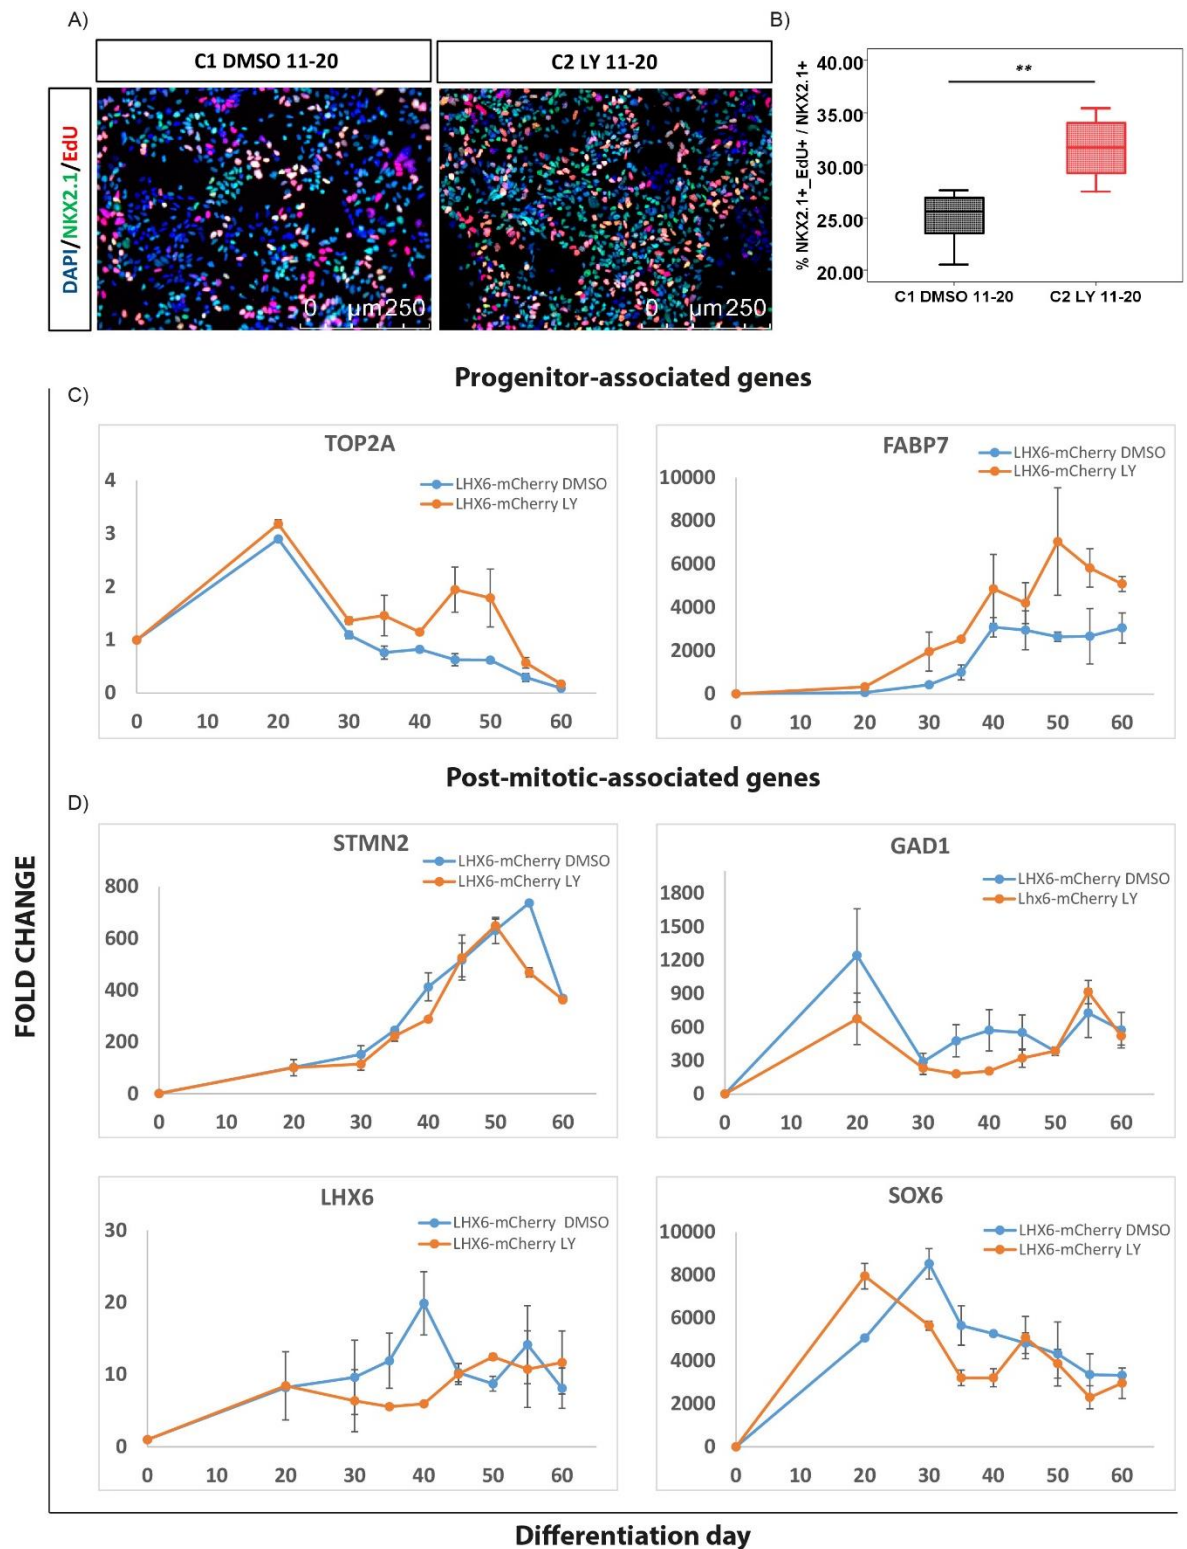 A)
B)
C1 DMSO 11-20
C2 LY 11-20
DAPI/NKX2.1/EdU
0 μm 250
0 μm 250
% NKX2.1+_EdU+ / NKX2.1+
40.00
35.00
30.00
25.00
20.00
**
C1 DMSO 11-20
C2 LY 11-20
Progenitor-associated genes
C)
TOP2A
LHX6-mCherry DMSO
LHX6-mCherry LY
4
3
2
1
0
0 10 20 30 40 50 60
FABP7
LHX6-mCherry DMSO
LHX6-mCherry LY
10000
8000
6000
4000
2000
0
0 10 20 30 40 50 60
Post-mitotic-associated genes
D)
FOLD CHANGE
STMN2
LHX6-mCherry DMSO
LHX6-mCherry LY
800
600
400
200
0
0 10 20 30 40 50 60
GAD1
LHX6-mCherry DMSO
Lhx6-mCherry LY
1800
1500
1200
900
600
300
0
0 10 20 30 40 50 60
LHX6
LHX6-mCherry DMSO
LHX6-mCherry LY
30
20
10
0
0 10 20 30 40 50 60
SOX6
LHX6-mCherry DMSO
LHX6-mCherry LY
10000
8000
6000
4000
2000
0
0 10 20 30 40 50 60
Differentiation day